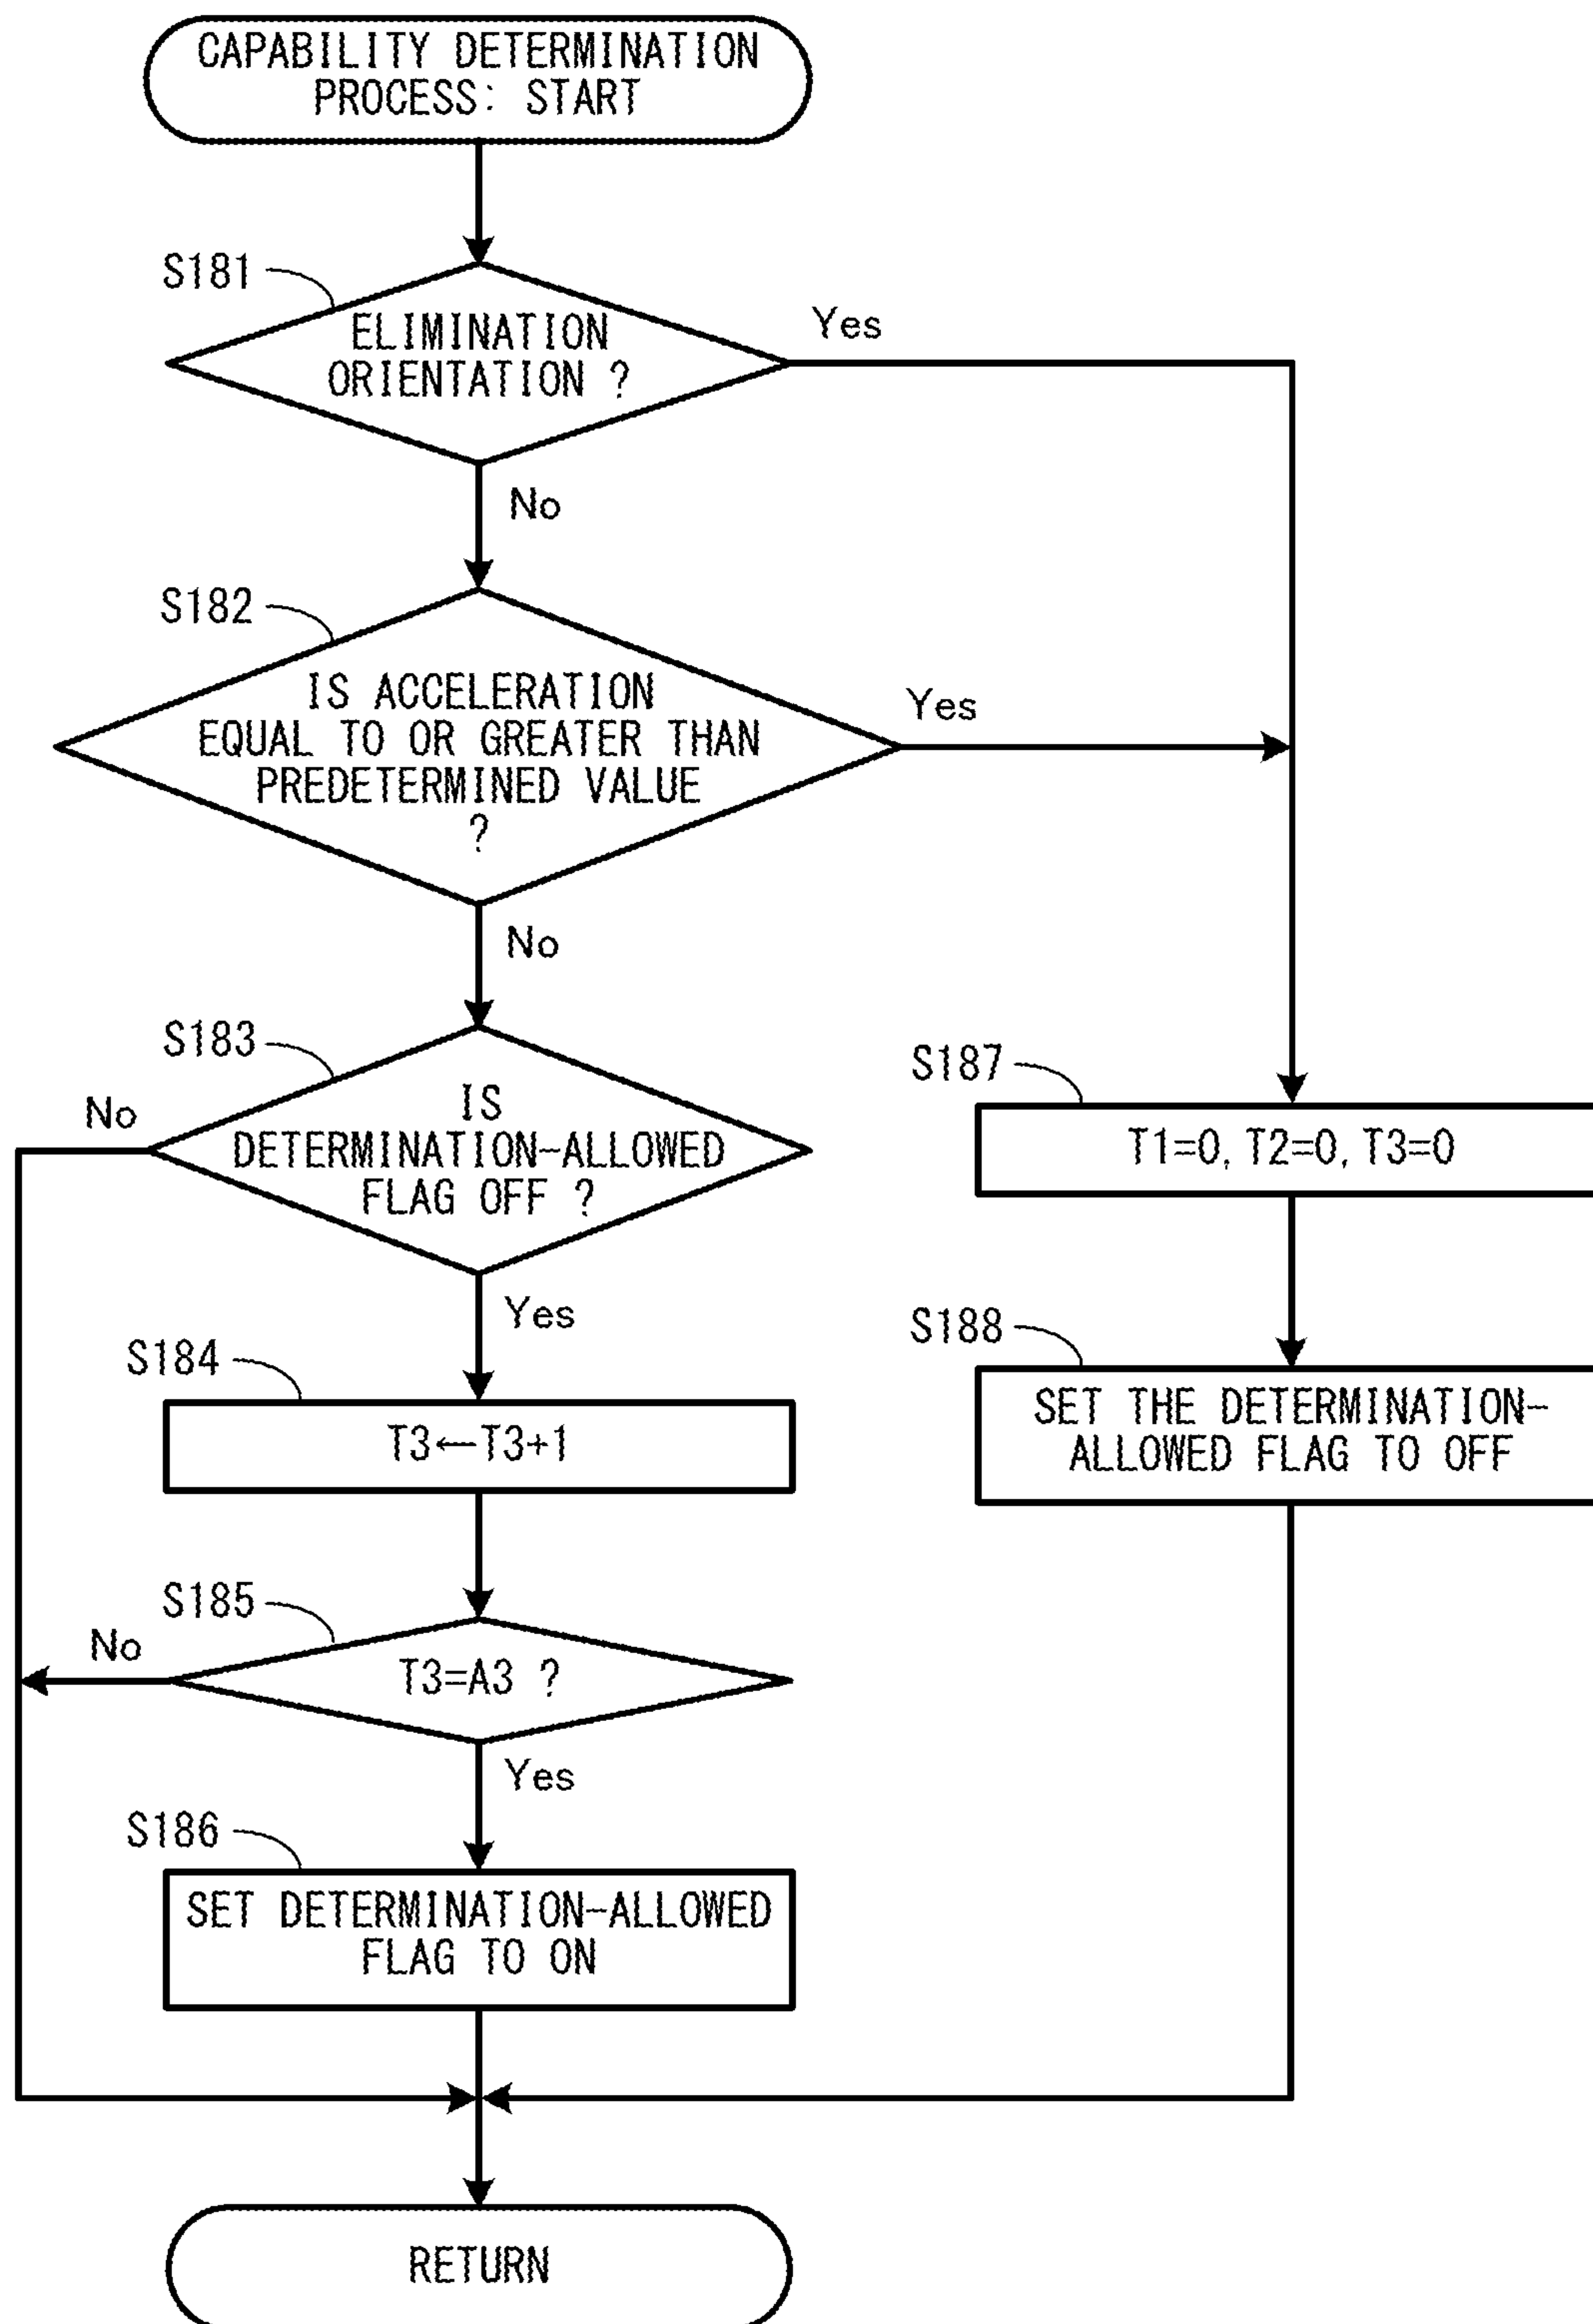 CAPABILITY DETERMINATION
PROCESS: START
S181
ELIMINATION
ORIENTATION ?
Yes
No
S182
IS ACCELERATION
EQUAL TO OR GREATER THAN
PREDETERMINED VALUE
?
Yes
No
S183
IS
DETERMINATION-ALLOWED
FLAG OFF ?
No
Yes
S187
T1=0, T2=0, T3=0
S184
T3←T3+1
S188
SET THE DETERMINATION-
ALLOWED FLAG TO OFF
S185
T3=A3 ?
No
Yes
S186
SET DETERMINATION-ALLOWED
FLAG TO ON
RETURN